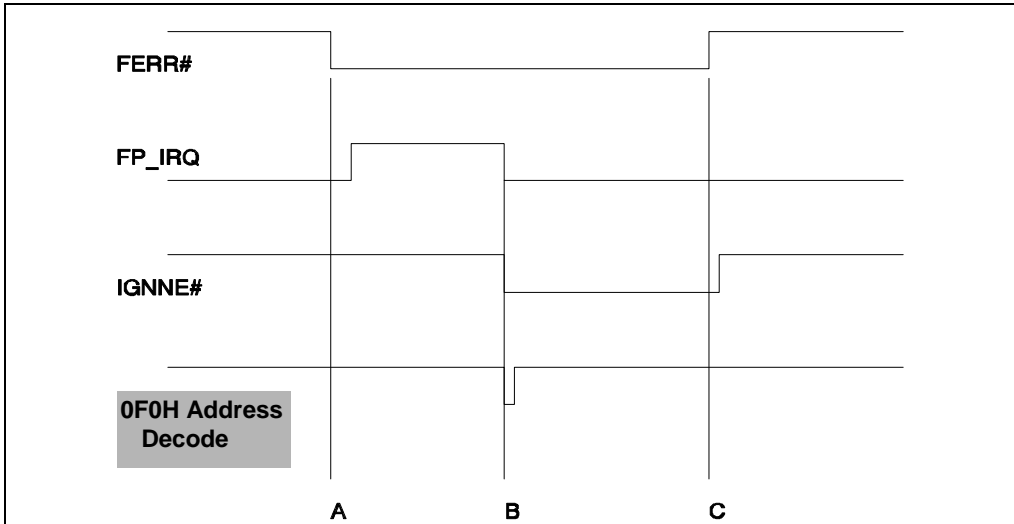 FERR#
FP_IRQ
IGNNE#
0F0H Address
Decode
A B C